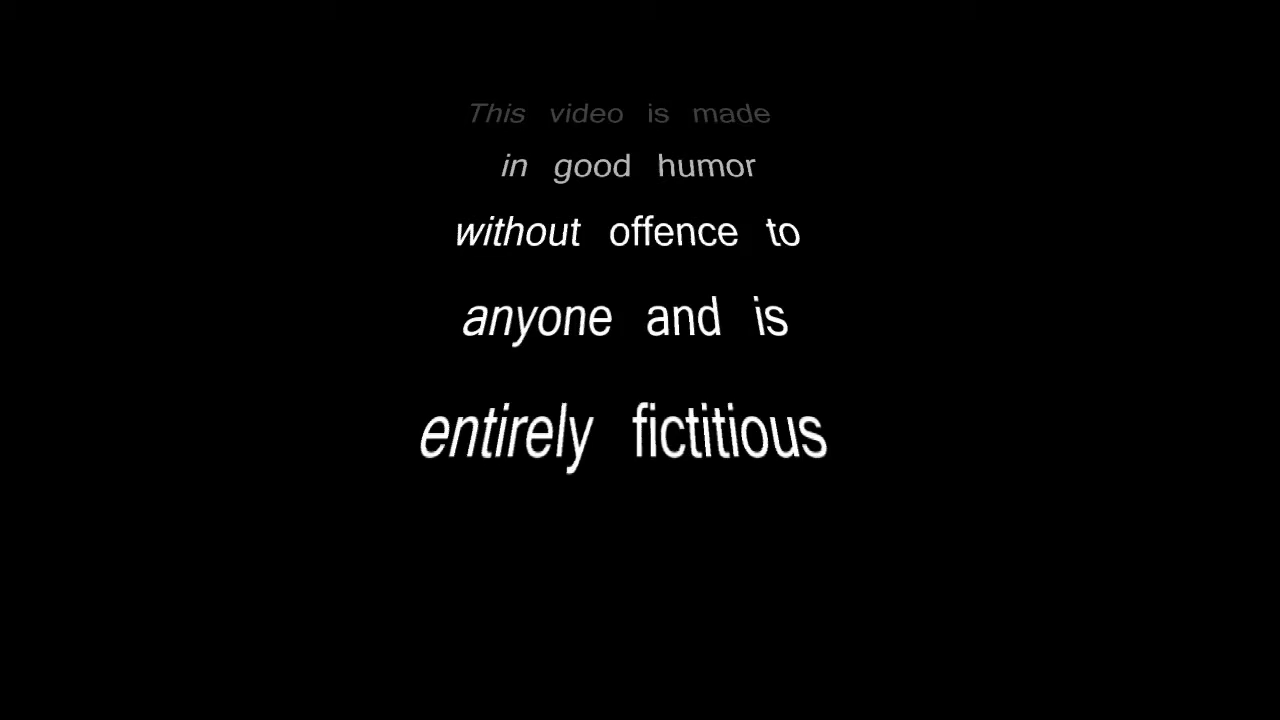 This video is made
in good humor
without offence to
anyone and is
entirely fictitious